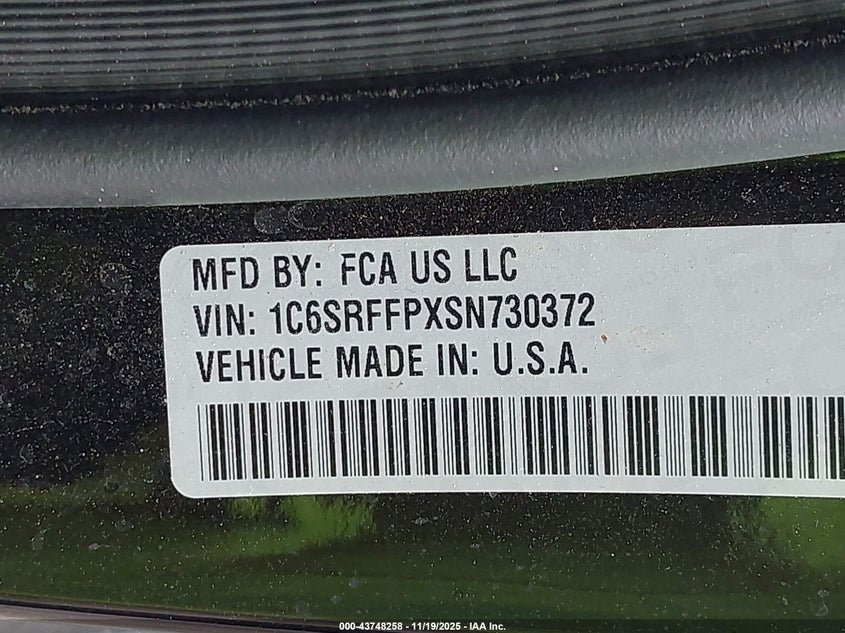 MFD BY: FCA US LLC
VIN: 1C6SRFFPXSN730372
VEHICLE MADE IN: U.S.A.
000-43748258 - 11/19/2025 - IAA Inc.